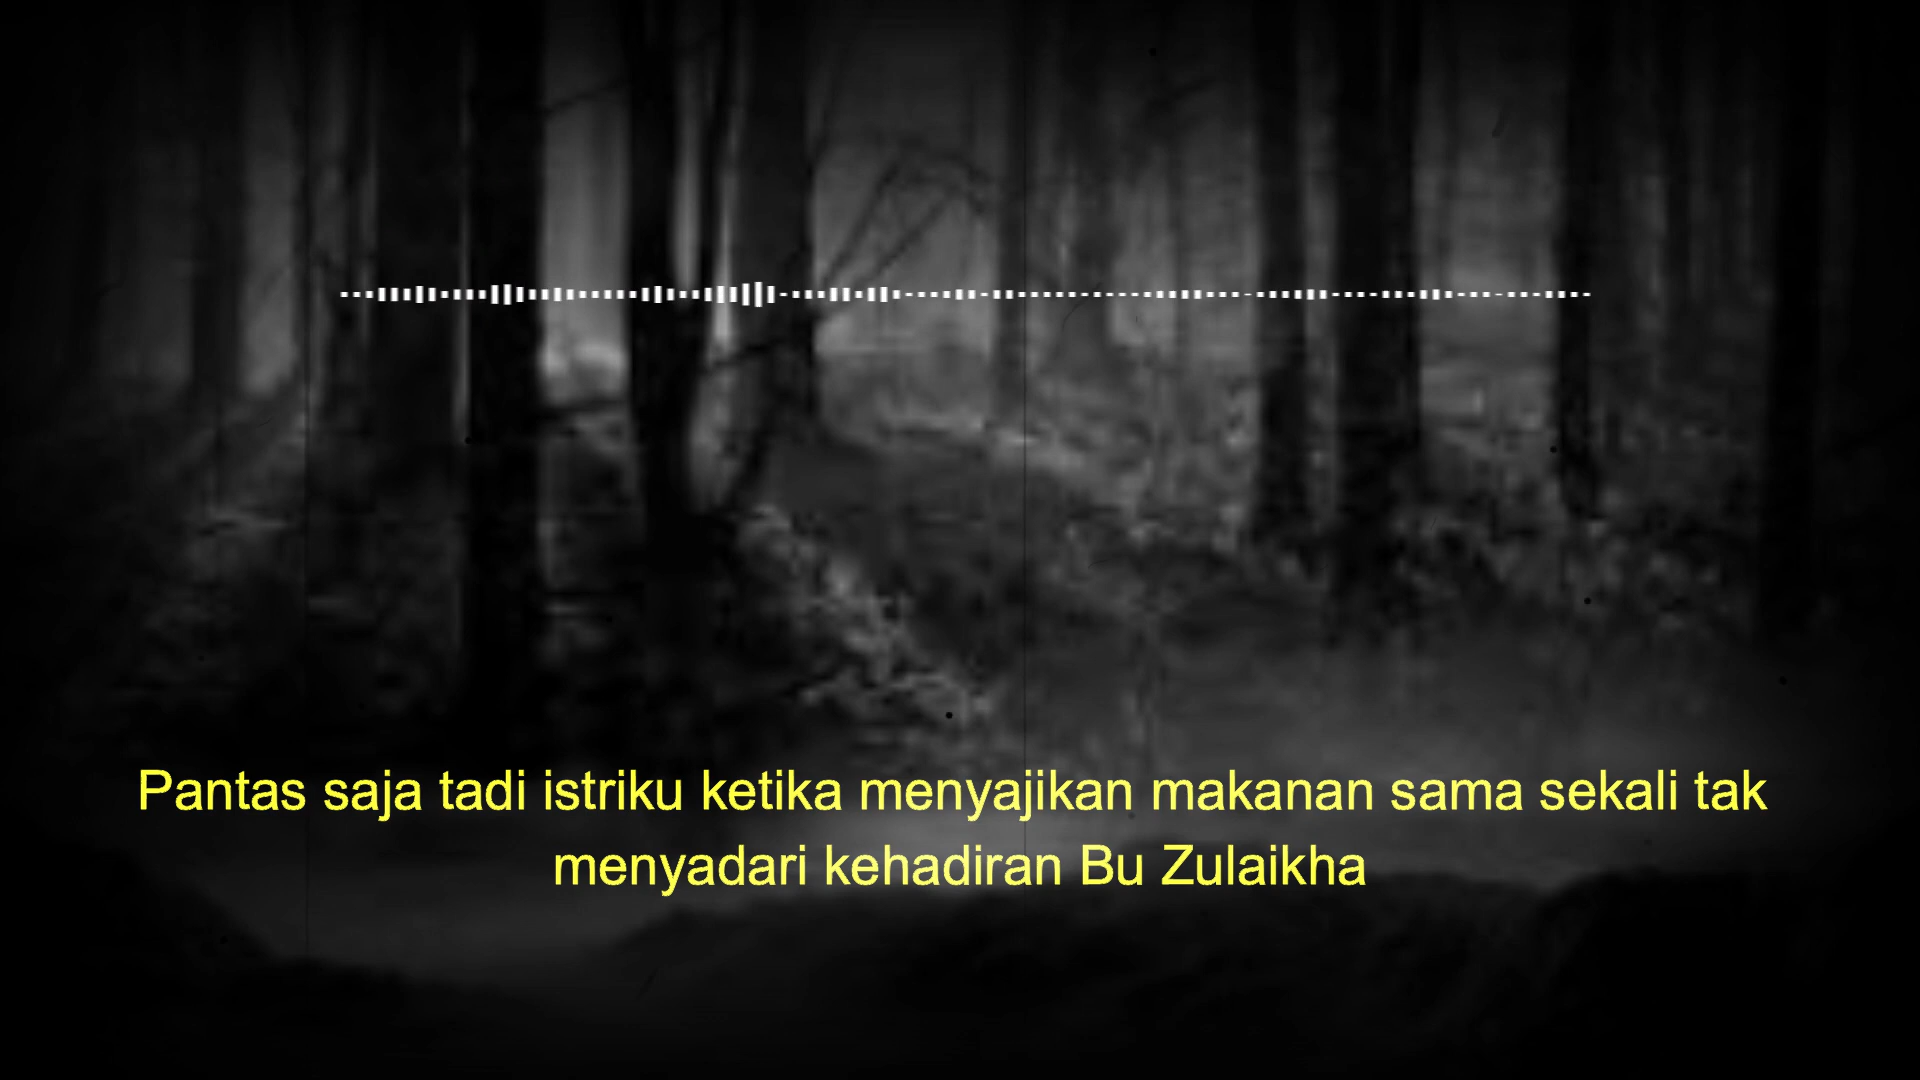 Pantas saja tadi istriku ketika menyajikan makanan sama sekali tak
menyadari kehadiran Bu Zulaikha